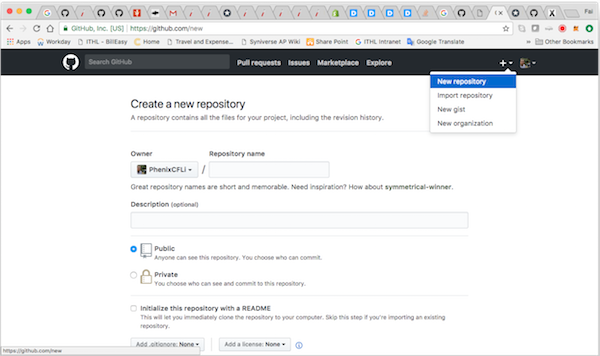 Fai
GitHub, Inc. [US] | https://github.com/new
Apps Workday ITHL - BillEasy Home Travel and Expense... Syniverse AP Wiki Share Point ITHL Intranet Google Translate Other Bookmarks
Search GitHub Pull requests Issues Marketplace Explore
New repository
Import repository
New gist
New organization
Create a new repository
A repository contains all the files for your project, including the revision history.
Owner Repository name
PhenixCFLi /
Great repository names are short and memorable. Need inspiration? How about symmetrical-winner.
Description (optional)
Public
Anyone can see this repository. You choose who can commit.
Private
You choose who can see and commit to this repository.
Initialize this repository with a README
This will let you immediately clone the repository to your computer. Skip this step if you're importing an existing
repository.
Add .gitignore: None Add a license: None
https://github.com/new